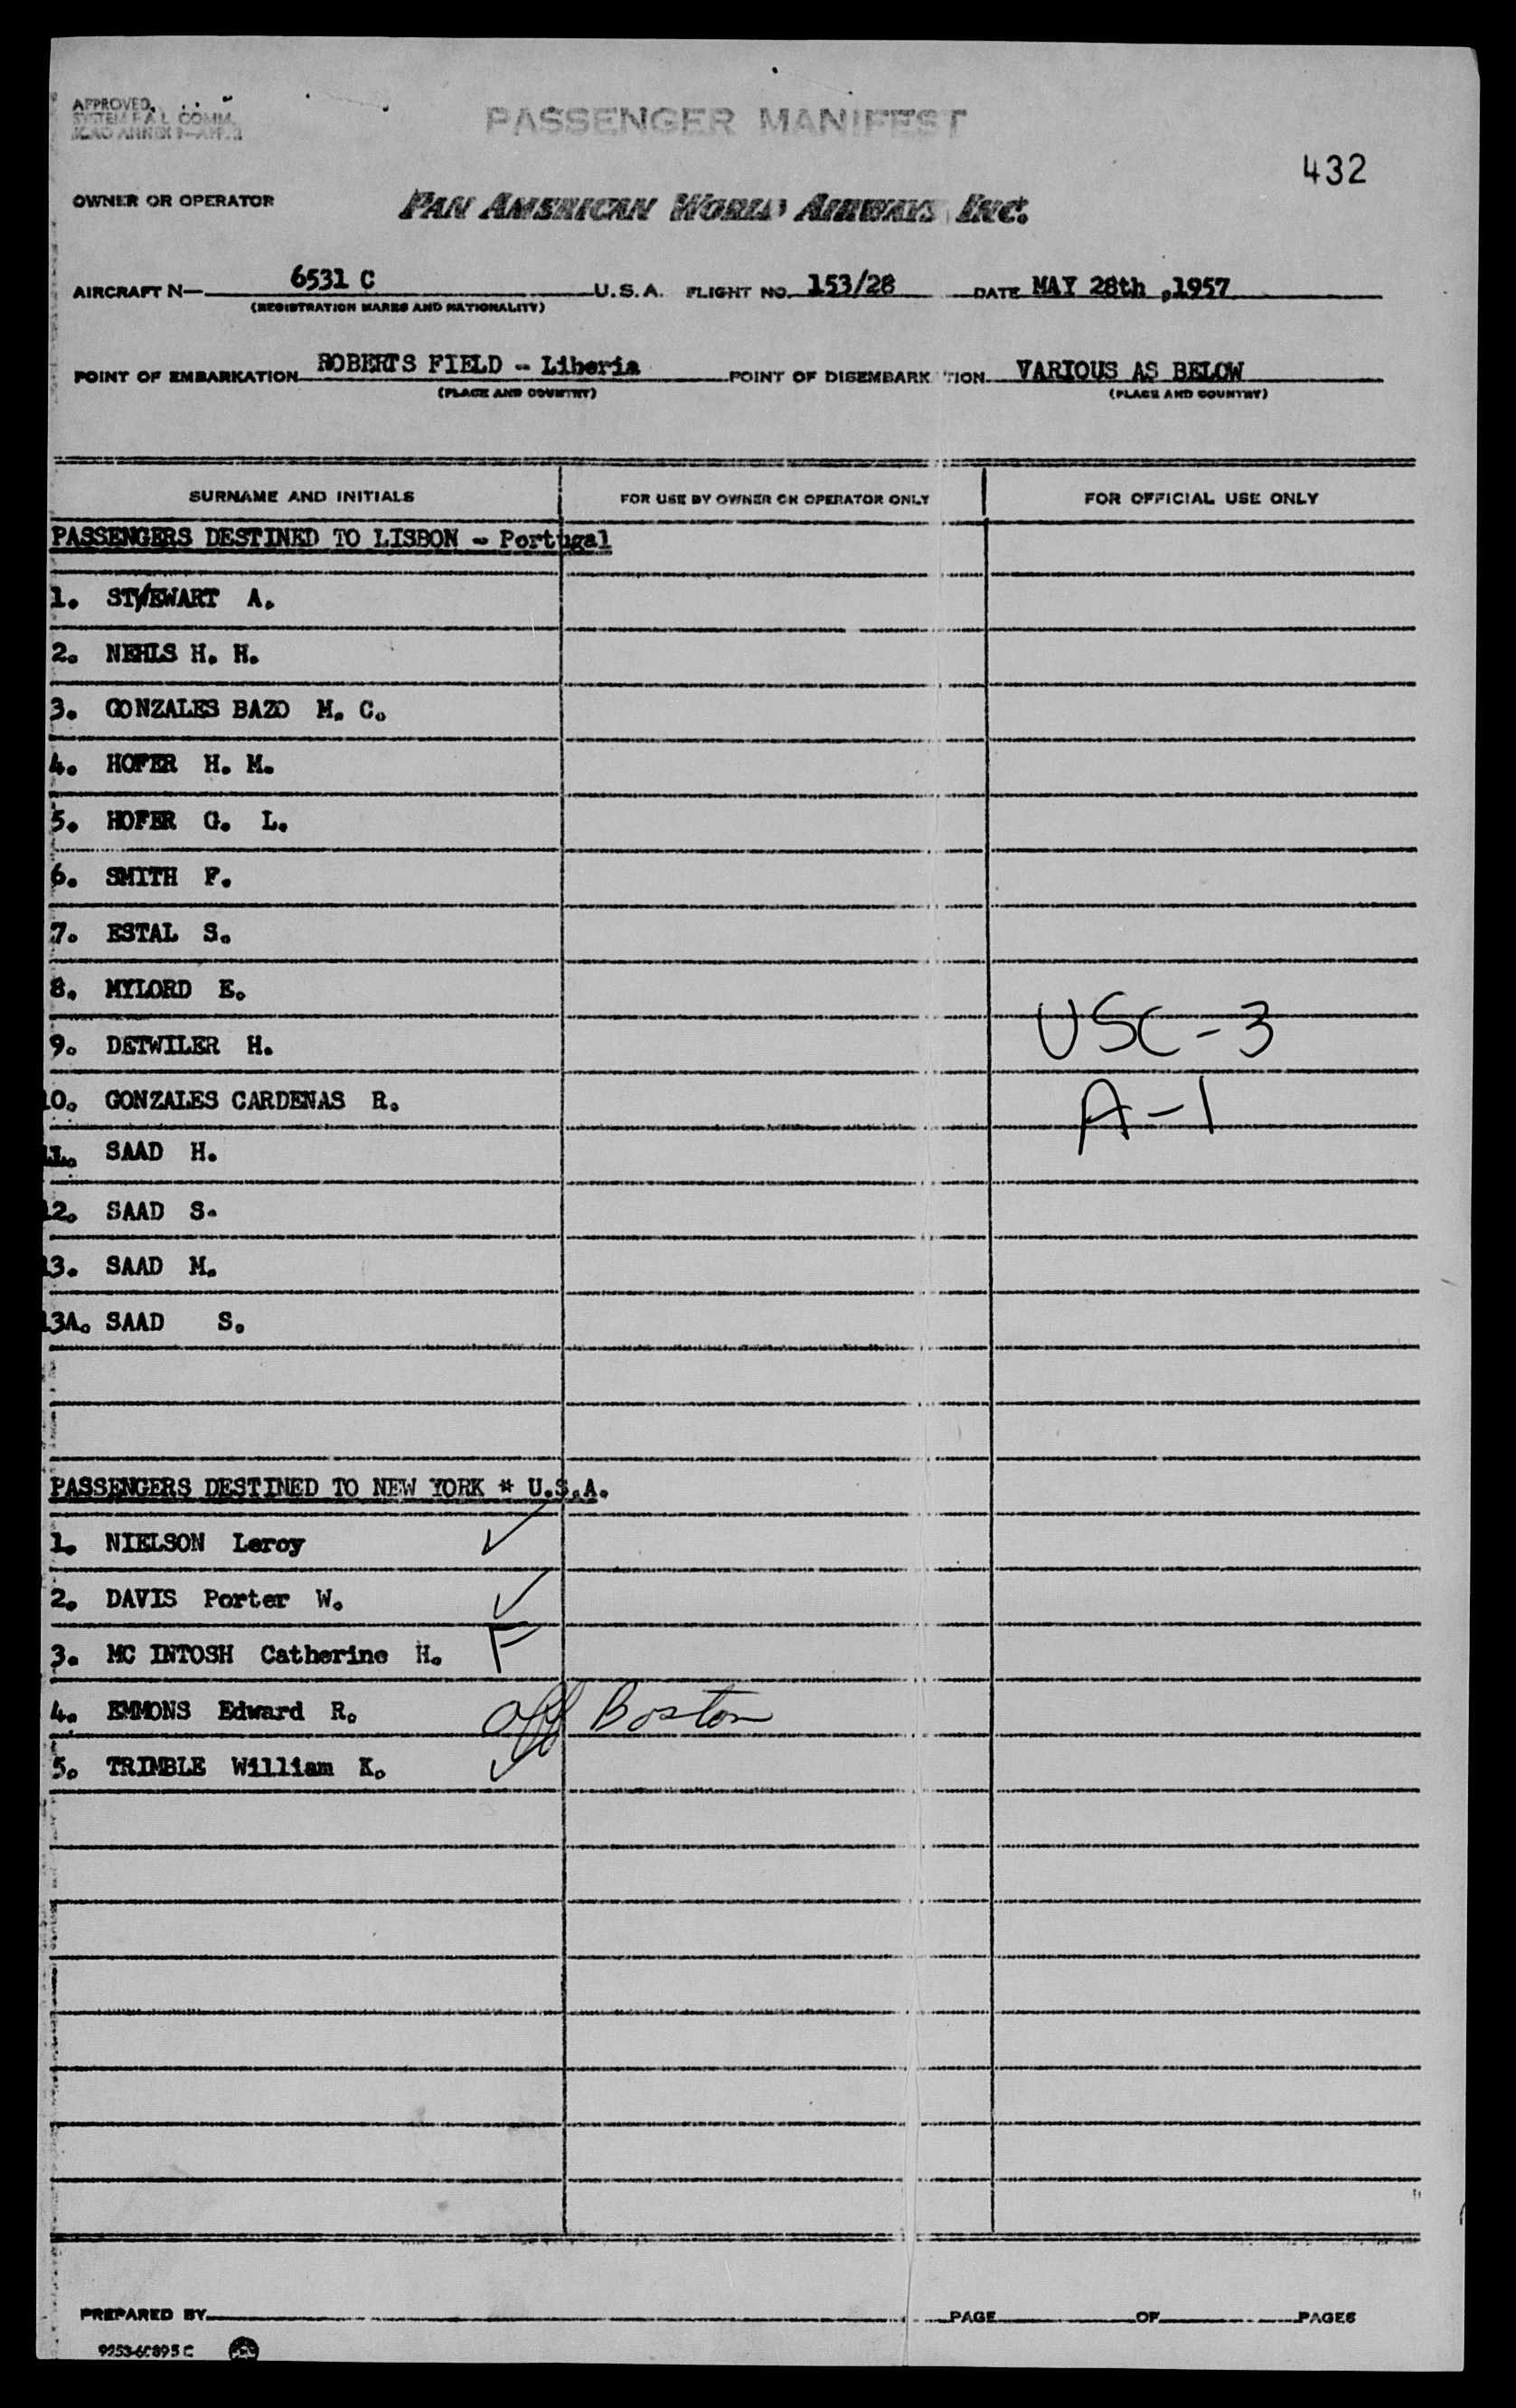 APPROVED
SYSTEM F A L COMM.
PASSENGER MANIFEST
432
OWNER OR OPERATOR PAN AMERICAN WORLD AIRWAYS INC.
AIRCRAFT N— 6531 C U.S.A. FLIGHT NO. 153/28 DATE MAY 28th ,1957
(REGISTRATION MARKS AND NATIONALITY)
POINT OF EMBARKATION ROBERTS FIELD - Liberia POINT OF DISEMBARK TION VARIOUS AS BELOW
(PLACE AND COUNTRY) (PLACE AND COUNTRY)
SURNAME AND INITIALS FOR USE BY OWNER OR OPERATOR ONLY FOR OFFICIAL USE ONLY
PASSENGERS DESTINED TO LISBON - Portugal
1. ST/EWART A.
2. NEHLS H. H.
3. GONZALES BAZO M. C.
4. HOFER H. M.
5. HOFER G. L.
6. SMITH F.
7. ESTAL S.
8. MYLORD E.
USC-3
9. DETWILER H.
10. GONZALES CARDENAS R.
A-1
11. SAAD H.
12. SAAD S.
13. SAAD M.
13A. SAAD S.
PASSENGERS DESTINED TO NEW YORK * U.S.A.
1. NIELSON Leroy ✓
2. DAVIS Porter W. ✓
3. MC INTOSH Catherine H. F
4. EMMONS Edward R. off Boston
5. TRIMBLE William K. ✓
PREPARED BY PAGE OF PAGES